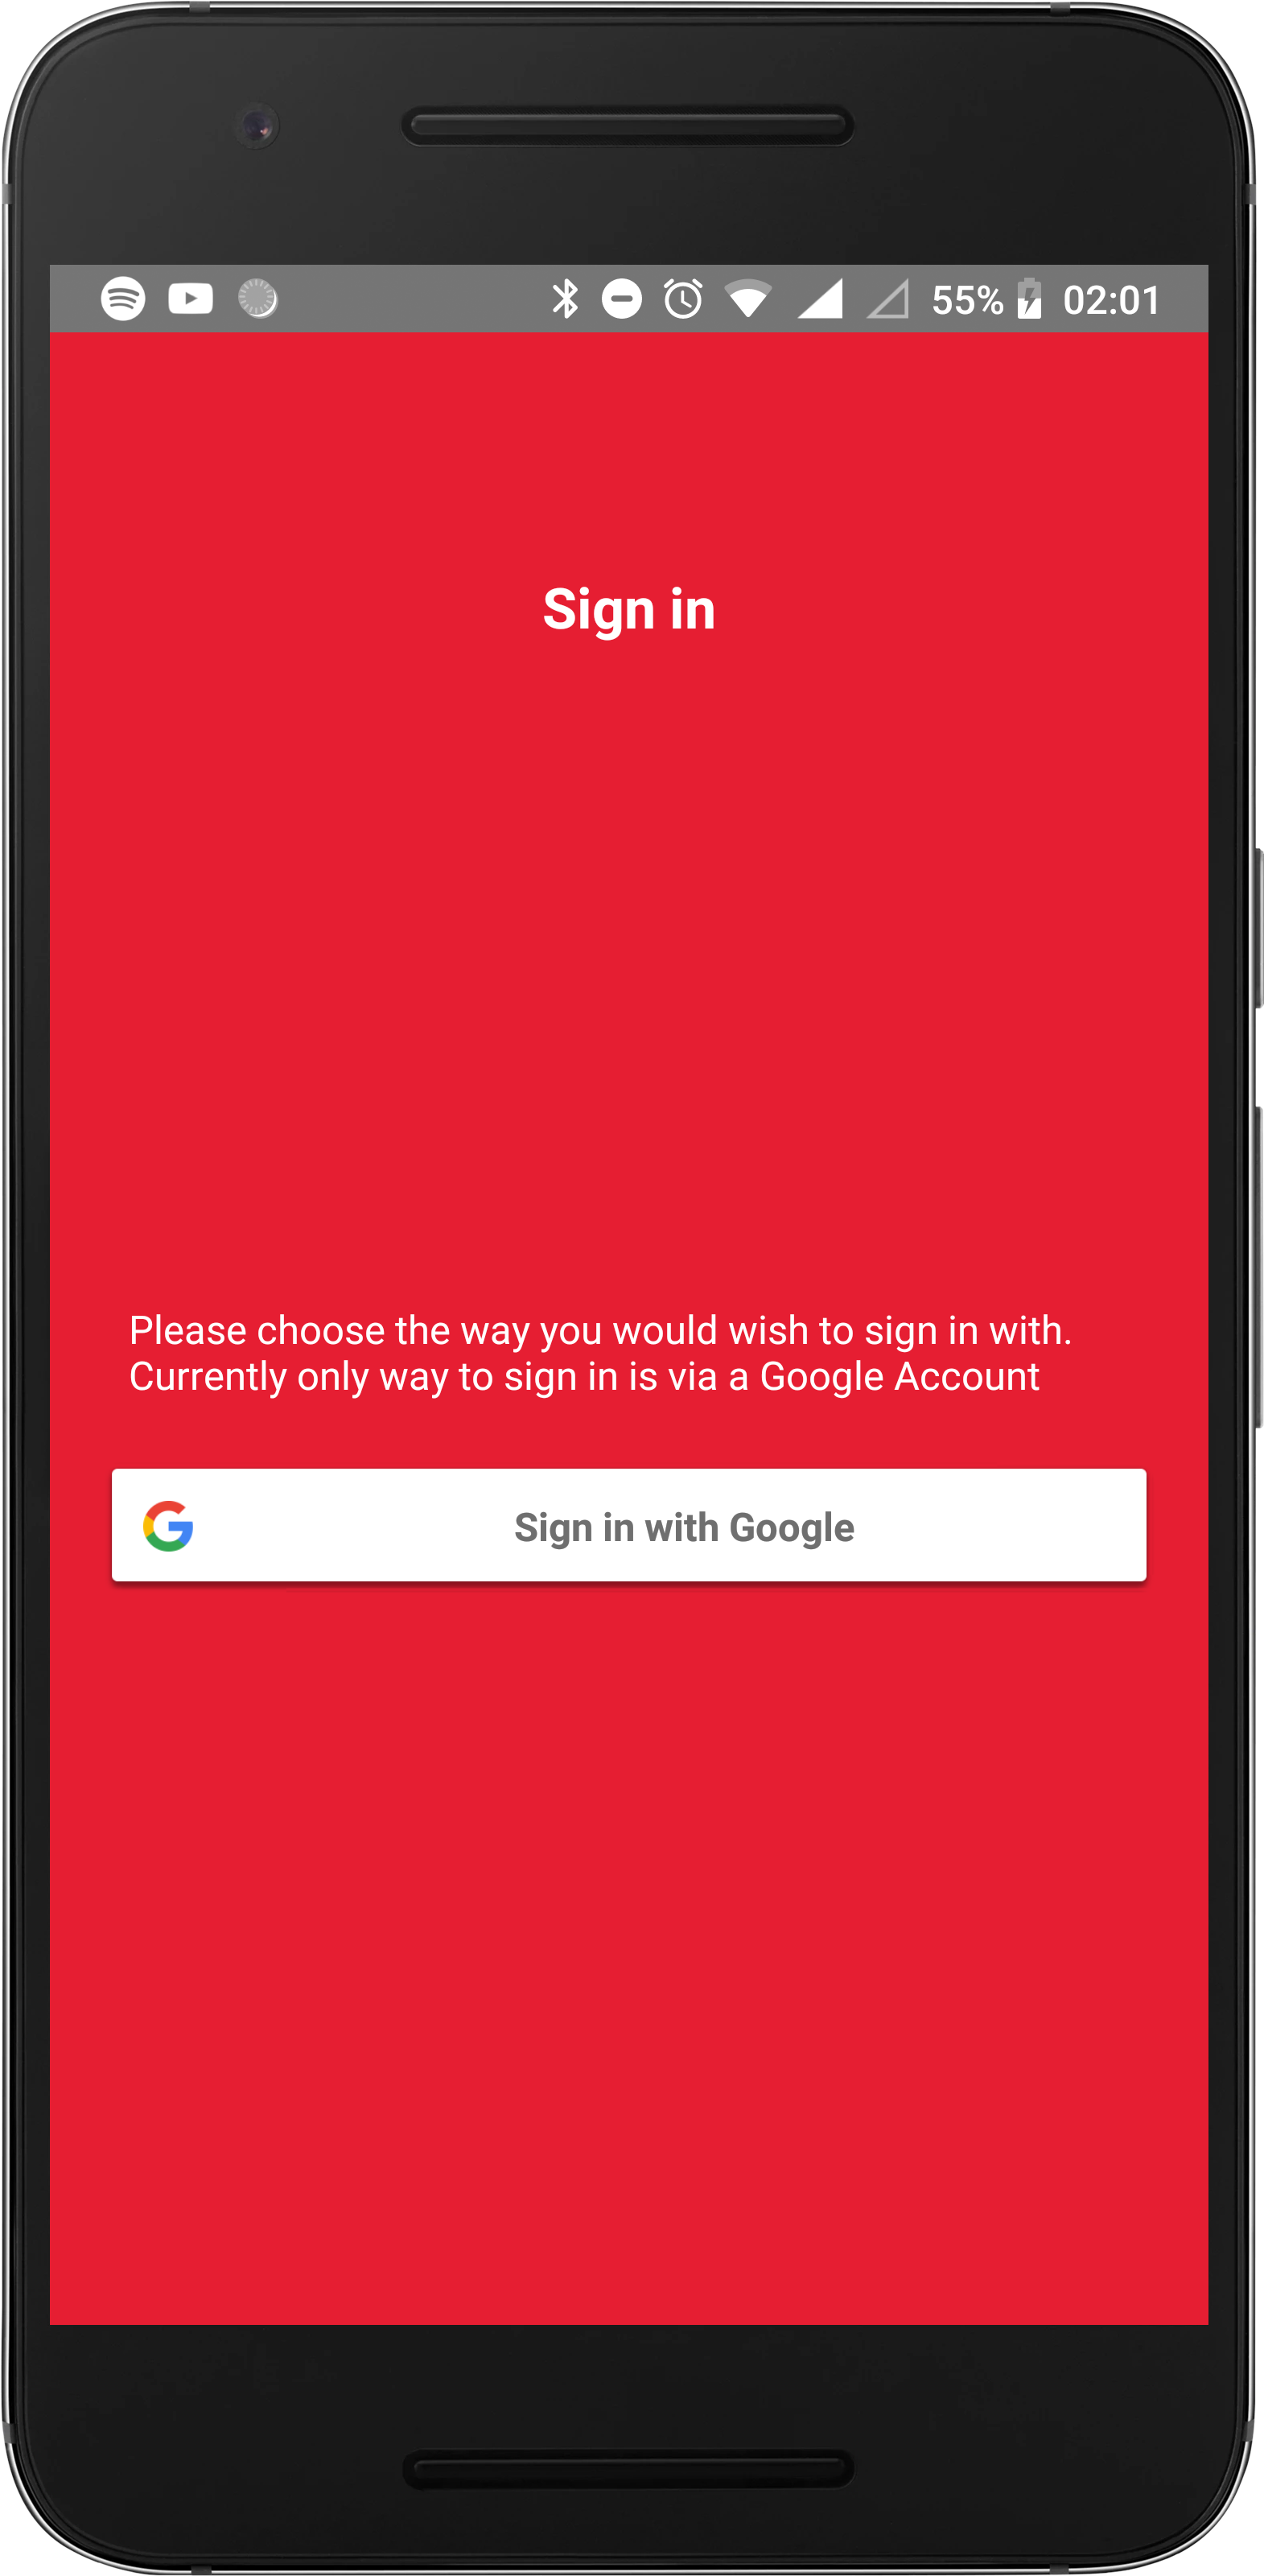 55% 02:01
Sign in
Please choose the way you would wish to sign in with.
Currently only way to sign in is via a Google Account
Sign in with Google